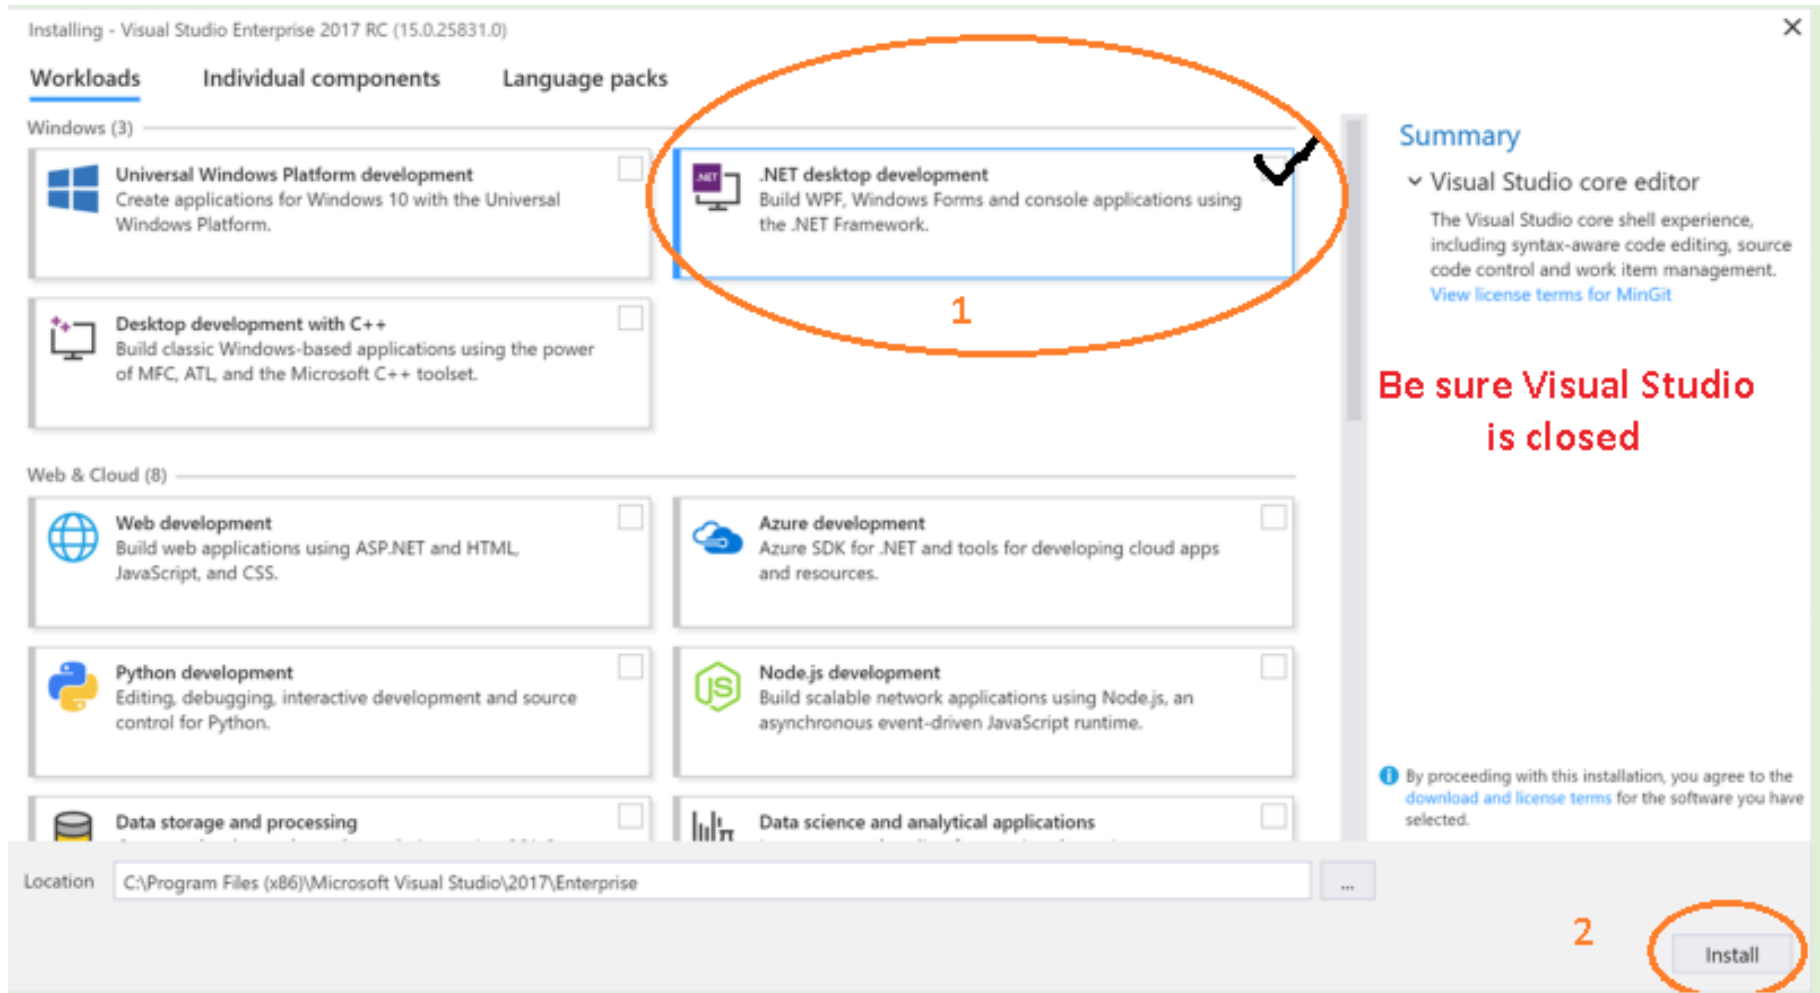 Installing - Visual Studio Enterprise 2017 RC (15.0.25831.0)
Workloads
Individual components
Language packs
Windows (3)
Universal Windows Platform development
Create applications for Windows 10 with the Universal
Windows Platform.
.NET
.NET desktop development
Build WPF, Windows Forms and console applications using
the .NET Framework.
1
Desktop development with C++
Build classic Windows-based applications using the power
of MFC, ATL, and the Microsoft C++ toolset.
Web & Cloud (8)
Web development
Build web applications using ASP.NET and HTML,
JavaScript, and CSS.
Azure development
Azure SDK for .NET and tools for developing cloud apps
and resources.
Python development
Editing, debugging, interactive development and source
control for Python.
JS
Node.js development
Build scalable network applications using Node.js, an
asynchronous event-driven JavaScript runtime.
Data storage and processing
Data science and analytical applications
Summary
Visual Studio core editor
The Visual Studio core shell experience,
including syntax-aware code editing, source
code control and work item management.
View license terms for MinGit
Be sure Visual Studio
is closed
By proceeding with this installation, you agree to the
download and license terms for the software you have
selected.
Location
C:\Program Files (x86)\Microsoft Visual Studio\2017\Enterprise
...
2
Install